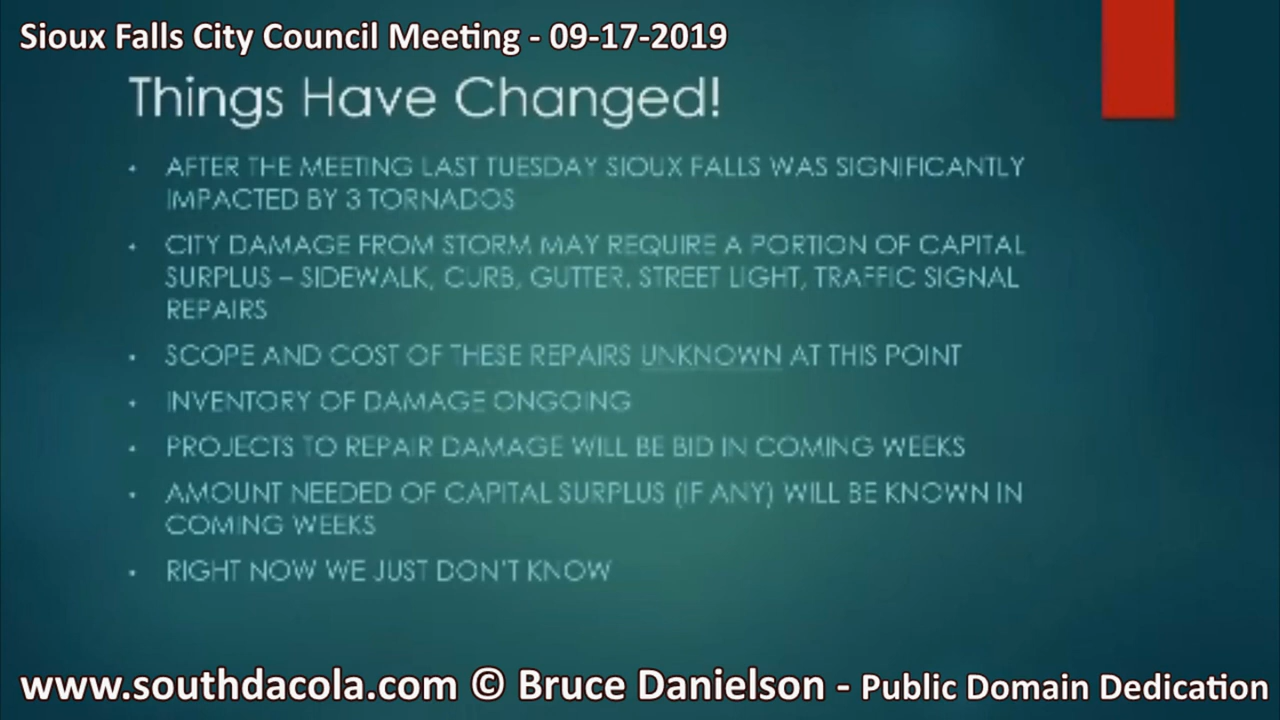 Sioux Falls City Council Meeting - 09-17-2019
Things Have Changed!
• AFTER THE MEETING LAST TUESDAY SIOUX FALLS WAS SIGNIFICANTLY
IMPACTED BY 3 TORNADOS
• CITY DAMAGE FROM STORM MAY REQUIRE A PORTION OF CAPITAL
SURPLUS – SIDEWALK, CURB, GUTTER, STREET LIGHT, TRAFFIC SIGNAL
REPAIRS
• SCOPE AND COST OF THESE REPAIRS UNKNOWN AT THIS POINT
• INVENTORY OF DAMAGE ONGOING
• PROJECTS TO REPAIR DAMAGE WILL BE BID IN COMING WEEKS
• AMOUNT NEEDED OF CAPITAL SURPLUS (IF ANY) WILL BE KNOWN IN
COMING WEEKS
• RIGHT NOW WE JUST DON'T KNOW
www.southdacola.com © Bruce Danielson - Public Domain Dedication